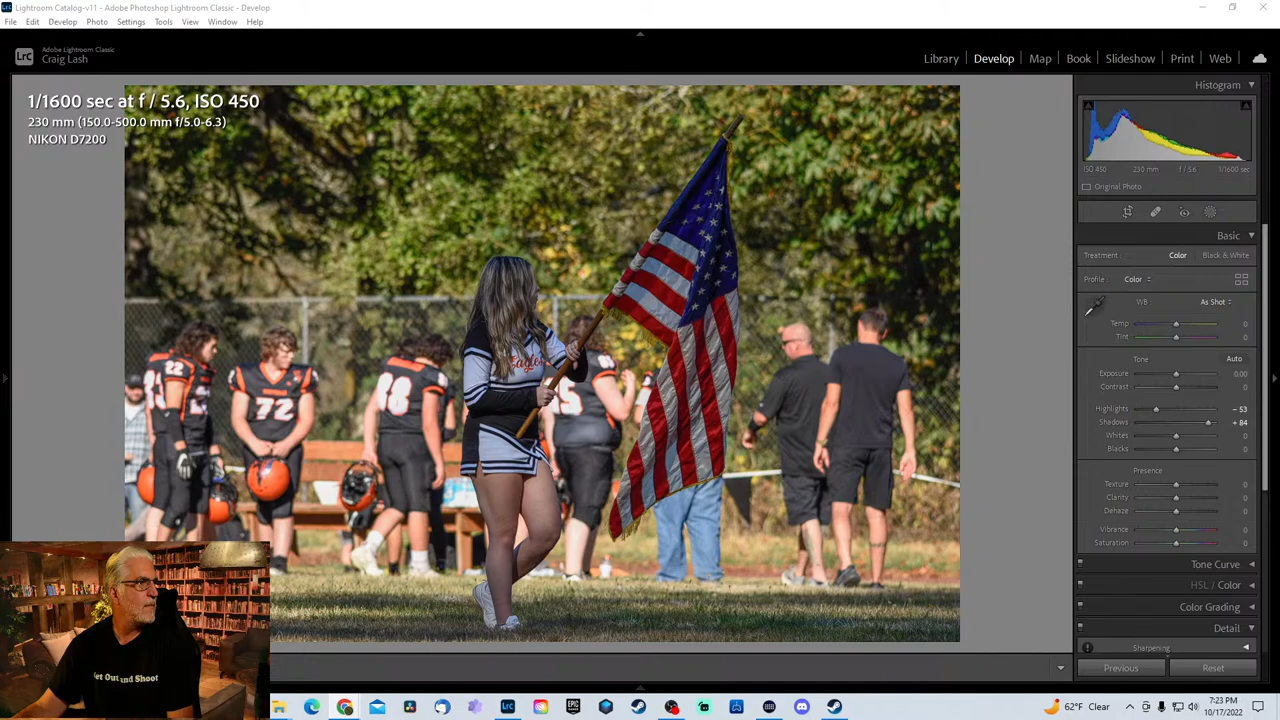 Lightroom Catalog-v11 - Adobe Photoshop Lightroom Classic - Develop
File Edit Develop Photo Settings Tools View Window Help
Lrc Adobe Lightroom Classic
Craig Lash
Library Develop Map Book Slideshow Print Web
1/1600 sec at f / 5.6, ISO 450
230 mm (150.0-500.0 mm f/5.0-6.3)
NIKON D7200
Histogram
ISO 450 230 mm f / 5.6 1/1600 sec
Original Photo
Basic
Treatment: Color Black & White
Profile: Color
WB: As Shot
Temp 0
Tint 0
Tone Auto
Exposure 0.00
Contrast 0
Highlights - 53
Shadows + 84
Whites 0
Blacks 0
Presence
Texture 0
Clarity 0
Dehaze 0
Vibrance 0
Saturation 0
Tone Curve
HSL / Color
Color Grading
Detail
Sharpening
Previous Reset
Eagles
22
72
88
Get Out and Shoot
Lrc
EPIC
62°F Clear
7:23 PM
10/17/2022